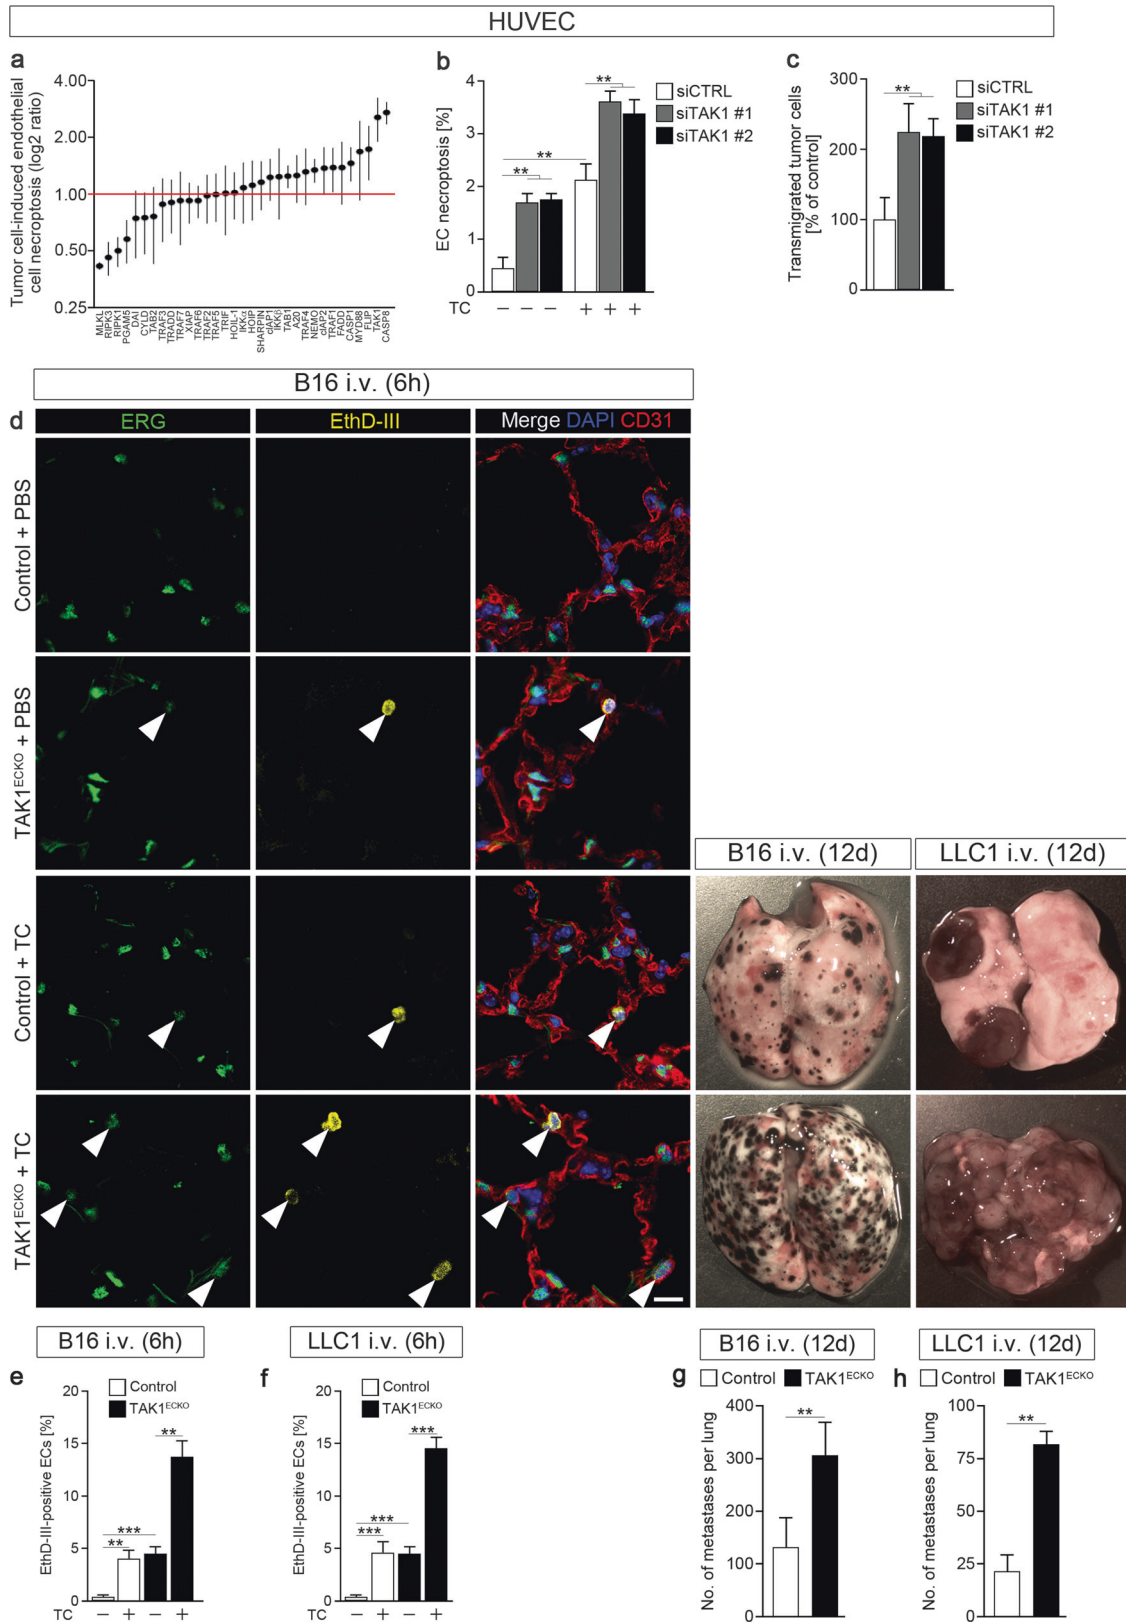 HUVEC
a
Tumor cell-induced endothelial
cell necroptosis (log2 ratio)
4.00
2.00
1.00
0.50
0.25
MLKL
RIPK3
RIPK1
PGAM5
DAI
CYLD
TAB2
TRAF3
TRADD
TRAF7
XIAP
TRAF6
TRAF2
TRAF5
TRIF
HOIL-1
IKKα
HOIP
SHARPIN
cIAP1
IKKβ
TAB1
A20
TRAF4
NEMO
cIAP2
TRAF1
FADD
CASP1
MYD88
FLIP
TAK1
CASP8
b
EC necroptosis [%]
4
3
2
1
0
** ** ** 
siCTRL
siTAK1 #1
siTAK1 #2
TC − − − + + +
c
Transmigrated tumor cells
[% of control]
300
200
100
0
**
siCTRL
siTAK1 #1
siTAK1 #2
B16 i.v. (6h)
d
ERG EthD-III Merge DAPI CD31
Control + PBS
TAK1ECKO + PBS
Control + TC
TAK1ECKO + TC
B16 i.v. (12d) LLC1 i.v. (12d)
B16 i.v. (6h)
e
Control
TAK1ECKO
EthD-III-positive ECs [%]
20
15
10
5
0
**
***
**
TC − + − +
LLC1 i.v. (6h)
f
Control
TAK1ECKO
EthD-III-positive ECs [%]
20
15
10
5
0
***
***
***
TC − + − +
B16 i.v. (12d)
g
Control TAK1ECKO
No. of metastases per lung
400
300
200
100
0
**
LLC1 i.v. (12d)
h
Control TAK1ECKO
No. of metastases per lung
100
75
50
25
0
**